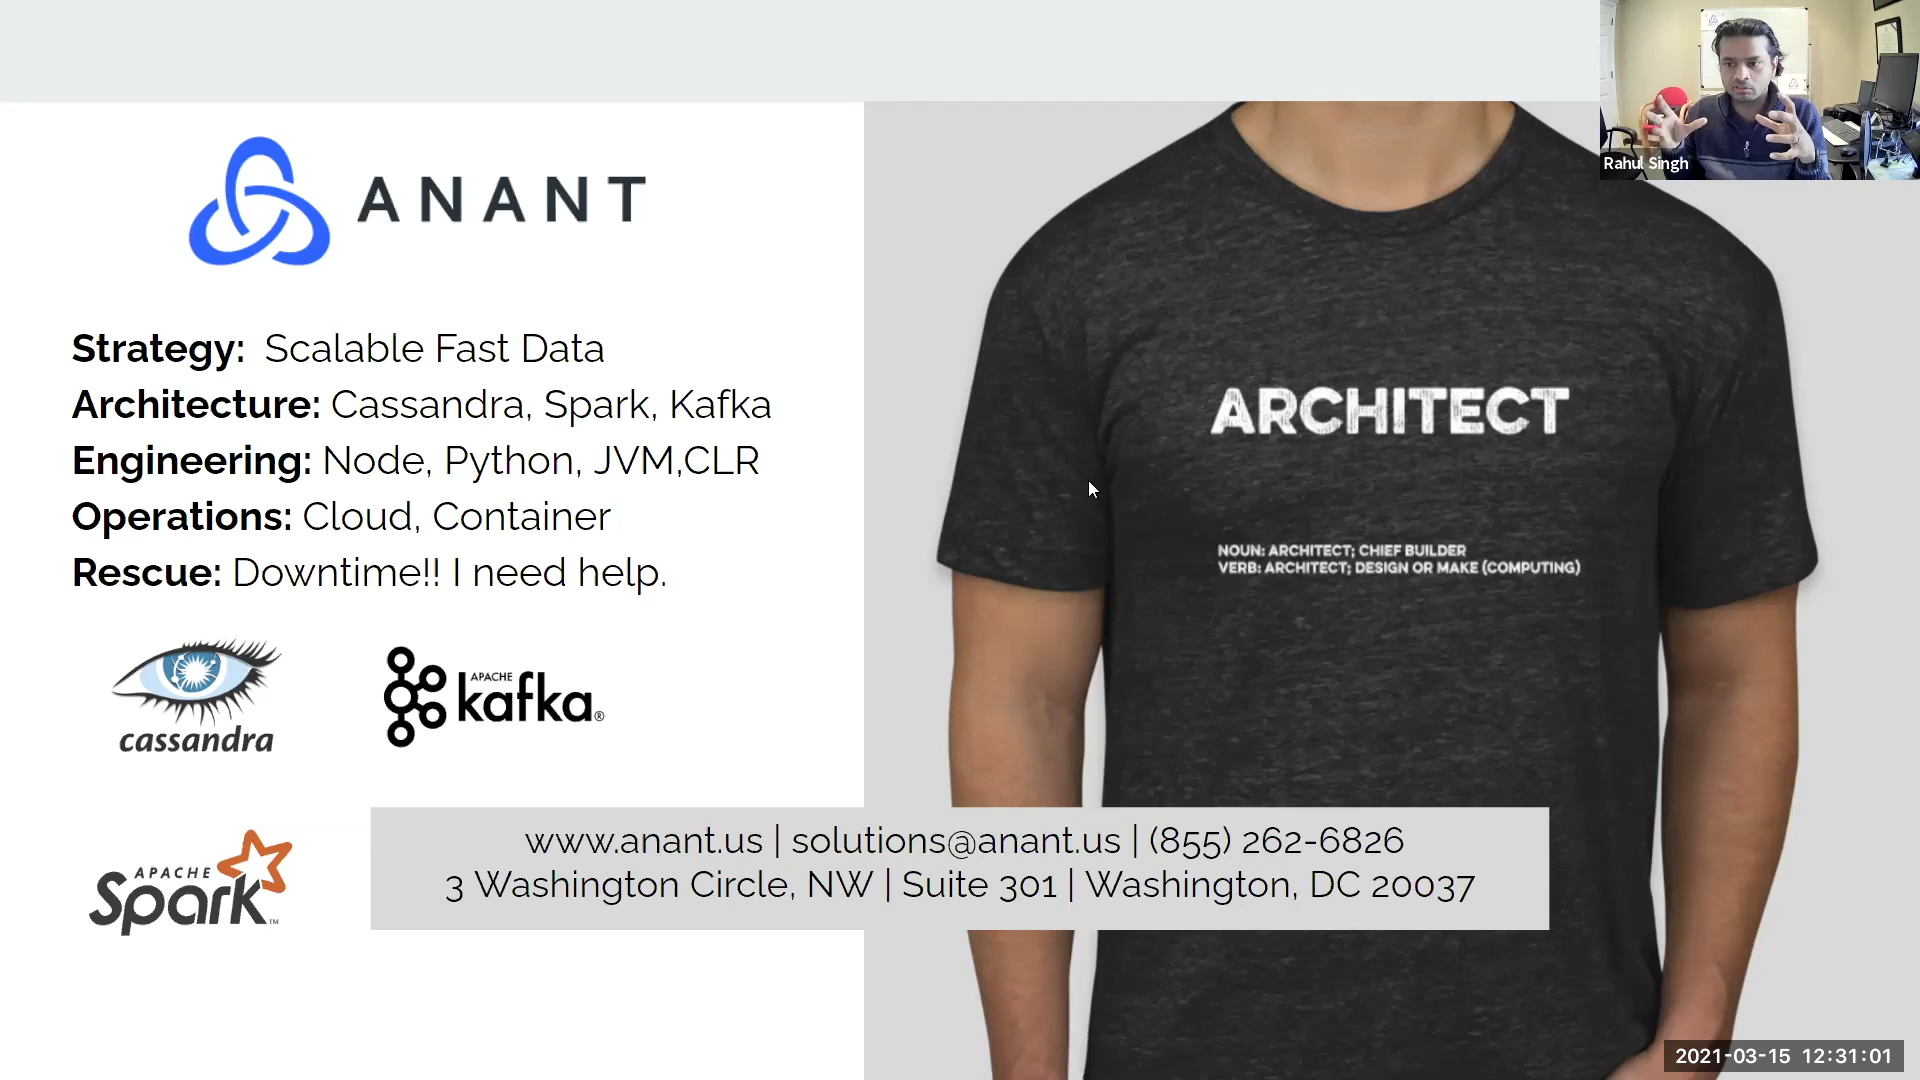 ANANT
Strategy: Scalable Fast Data
Architecture: Cassandra, Spark, Kafka
Engineering: Node, Python, JVM,CLR
Operations: Cloud, Container
Rescue: Downtime!! I need help.
cassandra
APACHE
kafka®
APACHE
Spark™
www.anant.us | solutions@anant.us | (855) 262-6826
3 Washington Circle, NW | Suite 301 | Washington, DC 20037
ARCHITECT
NOUN: ARCHITECT; CHIEF BUILDER
VERB: ARCHITECT; DESIGN OR MAKE (COMPUTING)
Rahul Singh
2021-03-15 12:31:01